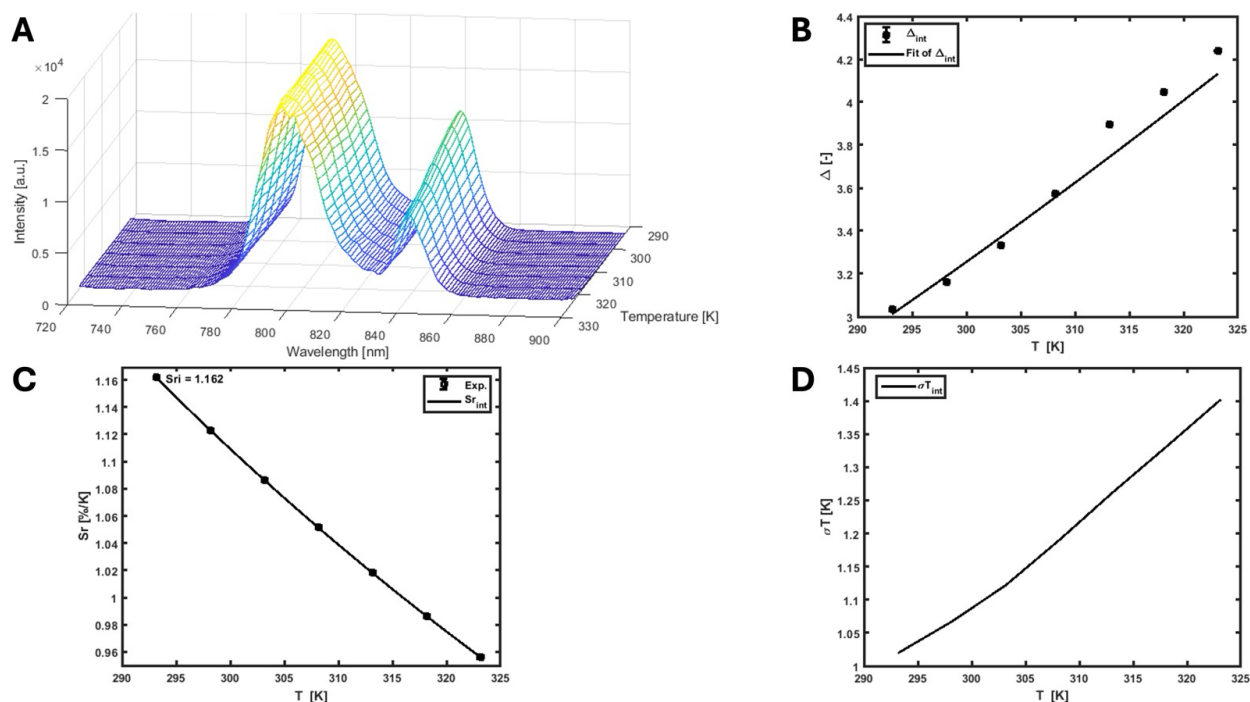 A
×10⁴
2
1.5
1
0.5
0
Intensity [a.u.]
720
740
760
780
800
820
840
860
880
900
Wavelength [nm]
290
300
310
320
330
Temperature [K]
B
4.4
4.2
4
3.8
3.6
3.4
3.2
3
Δ [-]
Δint
Fit of Δint
290 295 300 305 310 315 320 325
T [K]
C
1.16
1.14
1.12
1.1
1.08
1.06
1.04
1.02
1
0.98
0.96
Sr [%/K]
Sri = 1.162
Exp.
Srint
290 295 300 305 310 315 320 325
T [K]
D
1.45
1.4
1.35
1.3
1.25
1.2
1.15
1.1
1.05
1
σT [K]
σTint
290 295 300 305 310 315 320 325
T [K]